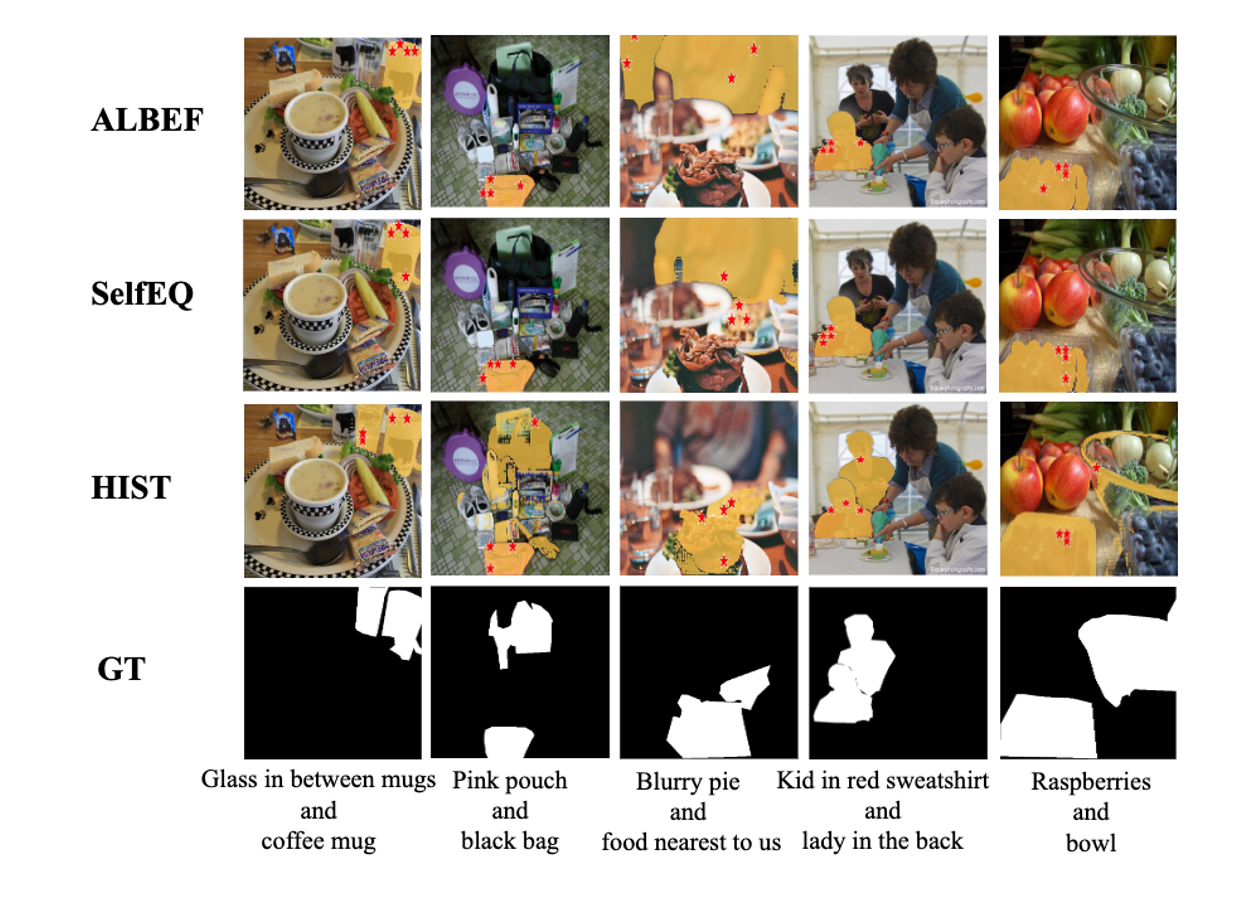 ALBEF
SelfEQ
HIST
GT
Glass in between mugs
and
coffee mug
Pink pouch
and
black bag
Blurry pie
and
food nearest to us
Kid in red sweatshirt
and
lady in the back
Raspberries
and
bowl